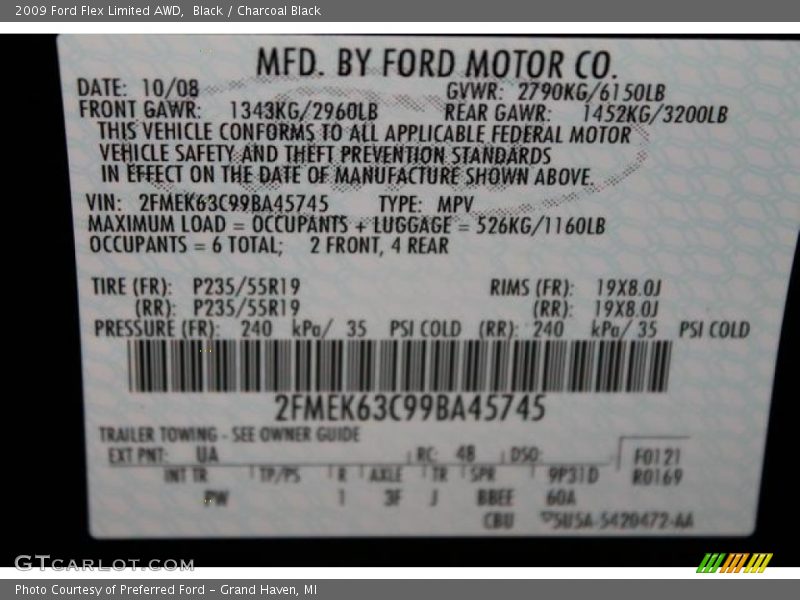 2009 Ford Flex Limited AWD,  Black / Charcoal Black
MFD. BY FORD MOTOR CO.
DATE: 10/08 GVWR: 2790KG/6150LB
FRONT GAWR: 1343KG/2960LB REAR GAWR: 1452KG/3200LB
THIS VEHICLE CONFORMS TO ALL APPLICABLE FEDERAL MOTOR
VEHICLE SAFETY AND THEFT PREVENTION STANDARDS
IN EFFECT ON THE DATE OF MANUFACTURE SHOWN ABOVE.
VIN: 2FMEK63C99BA45745 TYPE: MPV
MAXIMUM LOAD = OCCUPANTS + LUGGAGE = 526KG/1160LB
OCCUPANTS = 6 TOTAL; 2 FRONT, 4 REAR
TIRE (FR): P235/55R19 RIMS (FR): 19X8.0J
(RR): P235/55R19 (RR): 19X8.0J
PRESSURE (FR): 240 kPa/ 35 PSI COLD (RR): 240 kPa/ 35 PSI COLD
2FMEK63C99BA45745
TRAILER TOWING - SEE OWNER GUIDE
EXT PNT: UA RC: 48 DSO: F0121
INT TR TP/PS R AXLE TR SPR 9P31D R0169
PW 1 3F J BBEF 60A
CBU 5U5A-5420472-AA
GTCARLOT.COM
Photo Courtesy of Preferred Ford – Grand Haven, MI